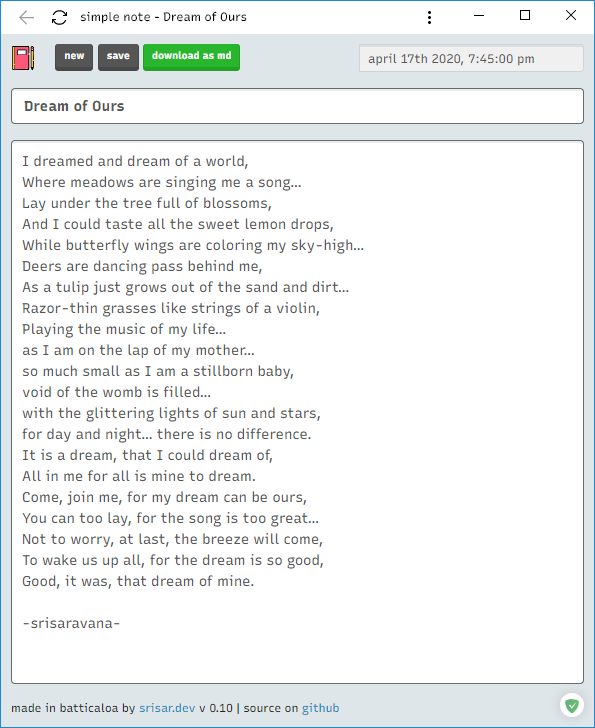 simple note - Dream of Ours
new save download as md april 17th 2020, 7:45:00 pm
Dream of Ours
I dreamed and dream of a world,
Where meadows are singing me a song...
Lay under the tree full of blossoms,
And I could taste all the sweet lemon drops,
While butterfly wings are coloring my sky-high...
Deers are dancing pass behind me,
As a tulip just grows out of the sand and dirt...
Razor-thin grasses like strings of a violin,
Playing the music of my life...
as I am on the lap of my mother...
so much small as I am a stillborn baby,
void of the womb is filled...
with the glittering lights of sun and stars,
for day and night... there is no difference.
It is a dream, that I could dream of,
All in me for all is mine to dream.
Come, join me, for my dream can be ours,
You can too lay, for the song is too great...
Not to worry, at last, the breeze will come,
To wake us up all, for the dream is so good,
Good, it was, that dream of mine.
-srisaravana-
made in batticaloa by srisar.dev v 0.10 | source on github